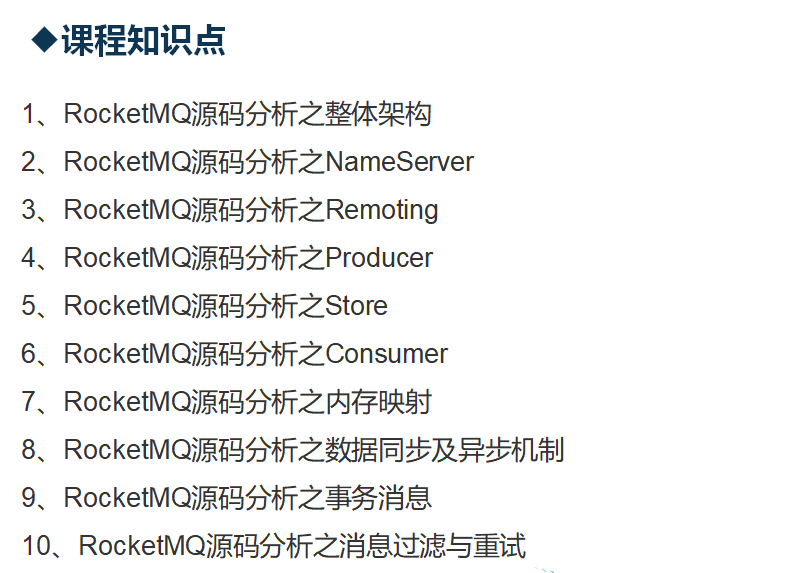 ◆课程知识点
1、RocketMQ源码分析之整体架构
2、RocketMQ源码分析之NameServer
3、RocketMQ源码分析之Remoting
4、RocketMQ源码分析之Producer
5、RocketMQ源码分析之Store
6、RocketMQ源码分析之Consumer
7、RocketMQ源码分析之内存映射
8、RocketMQ源码分析之数据同步及异步机制
9、RocketMQ源码分析之事务消息
10、RocketMQ源码分析之消息过滤与重试